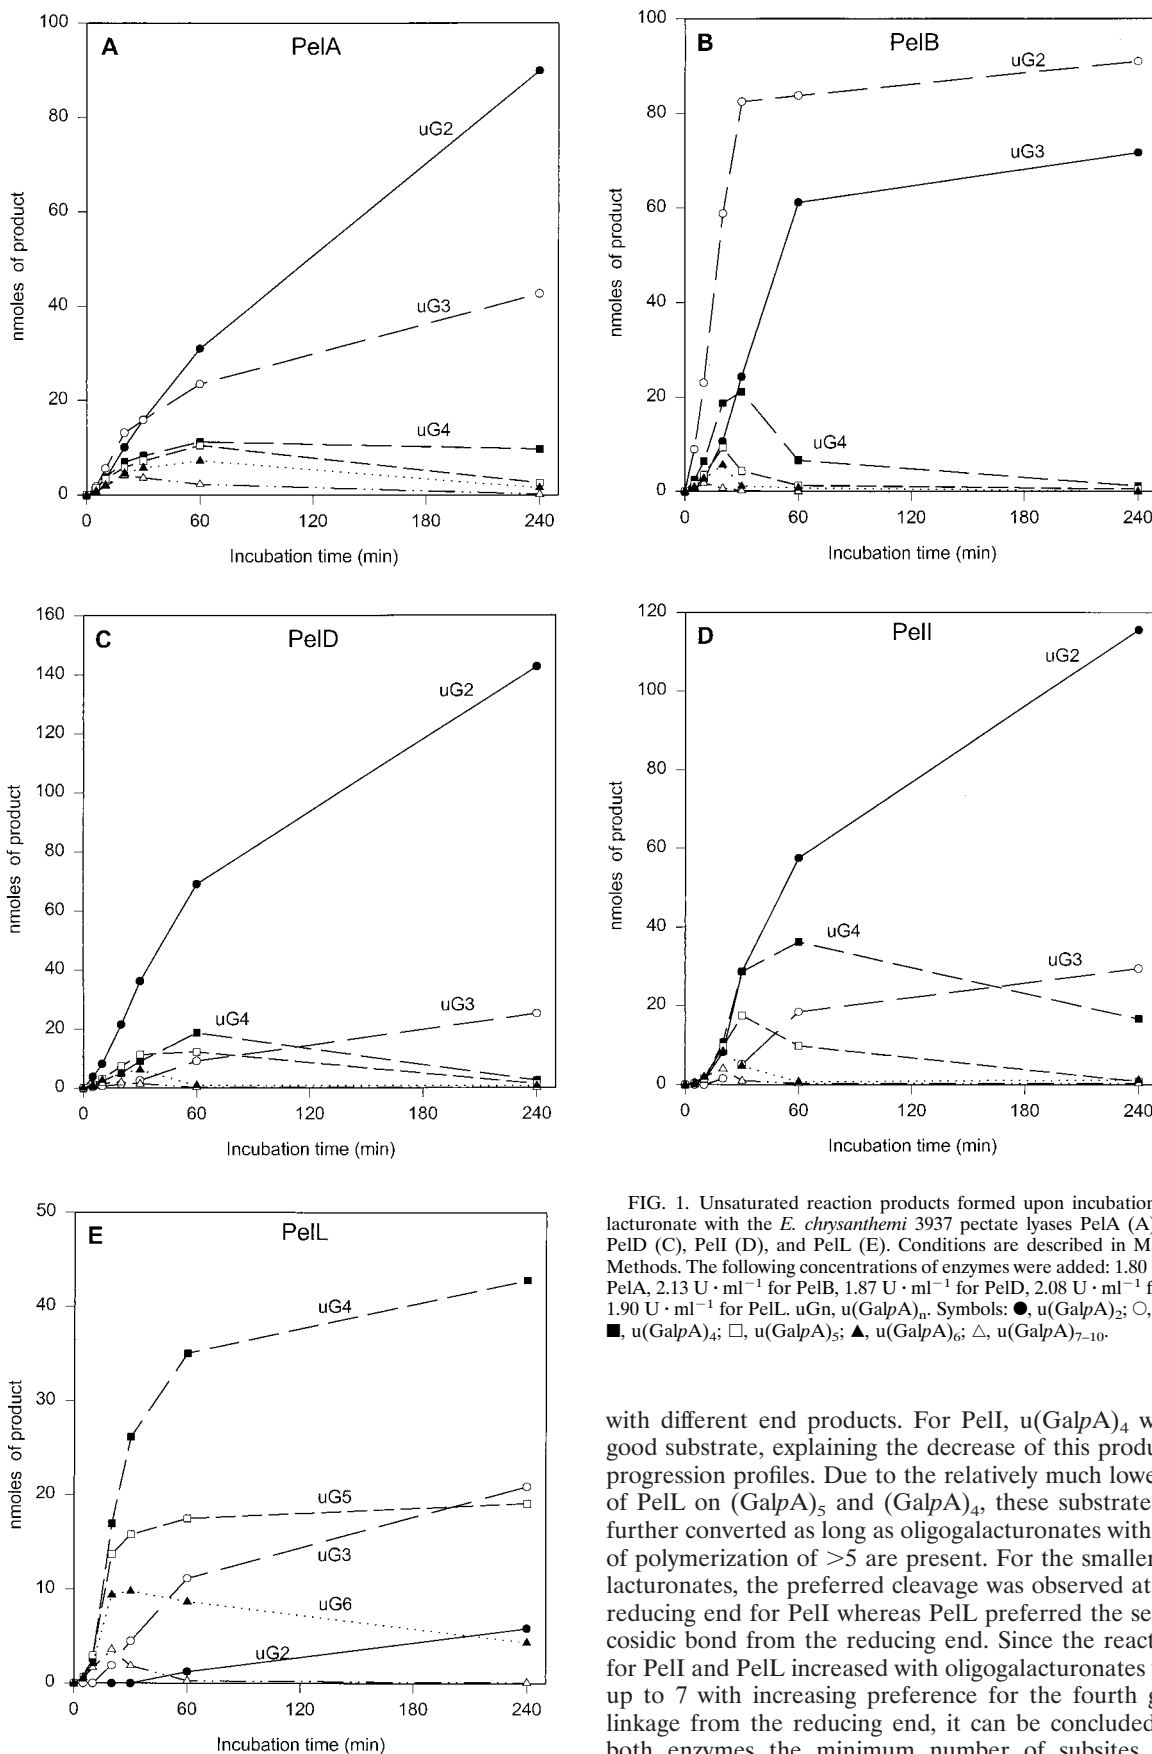 100
80
60
40
20
0
nmoles of product
A
PelA
uG2
uG3
uG4
0 60 120 180 240
Incubation time (min)
100
80
60
40
20
0
nmoles of product
B
PelB
uG2
uG3
uG4
0 60 120 180 240
Incubation time (min)
160
140
120
100
80
60
40
20
0
nmoles of product
C
PelD
uG2
uG4
uG3
0 60 120 180 240
Incubation time (min)
120
100
80
60
40
20
0
nmoles of product
D
PelI
uG2
uG4
uG3
0 60 120 180 240
Incubation time (min)
50
40
30
20
10
0
nmoles of product
E
PelL
uG4
uG5
uG3
uG6
uG2
0 60 120 180 240
Incubation time (min)
FIG. 1. Unsaturated reaction products formed upon incubation
lacturonate with the E. chrysanthemi 3937 pectate lyases PelA (A)
PelD (C), PelI (D), and PelL (E). Conditions are described in M
Methods. The following concentrations of enzymes were added: 1.80
PelA, 2.13 U · ml−1 for PelB, 1.87 U · ml−1 for PelD, 2.08 U · ml−1 f
1.90 U · ml−1 for PelL. uGn, u(GalpA)n. Symbols: ●, u(GalpA)2; ○,
■, u(GalpA)4; □, u(GalpA)5; ▲, u(GalpA)6; △, u(GalpA)7–10.
with different end products. For PelI, u(GalpA)4 w
good substrate, explaining the decrease of this produ
progression profiles. Due to the relatively much lowe
of PelL on (GalpA)5 and (GalpA)4, these substrate
further converted as long as oligogalacturonates with
of polymerization of >5 are present. For the smaller
lacturonates, the preferred cleavage was observed at
reducing end for PelI whereas PelL preferred the se
cosidic bond from the reducing end. Since the react
for PelI and PelL increased with oligogalacturonates
up to 7 with increasing preference for the fourth g
linkage from the reducing end, it can be concluded
both enzymes the minimum number of subsites